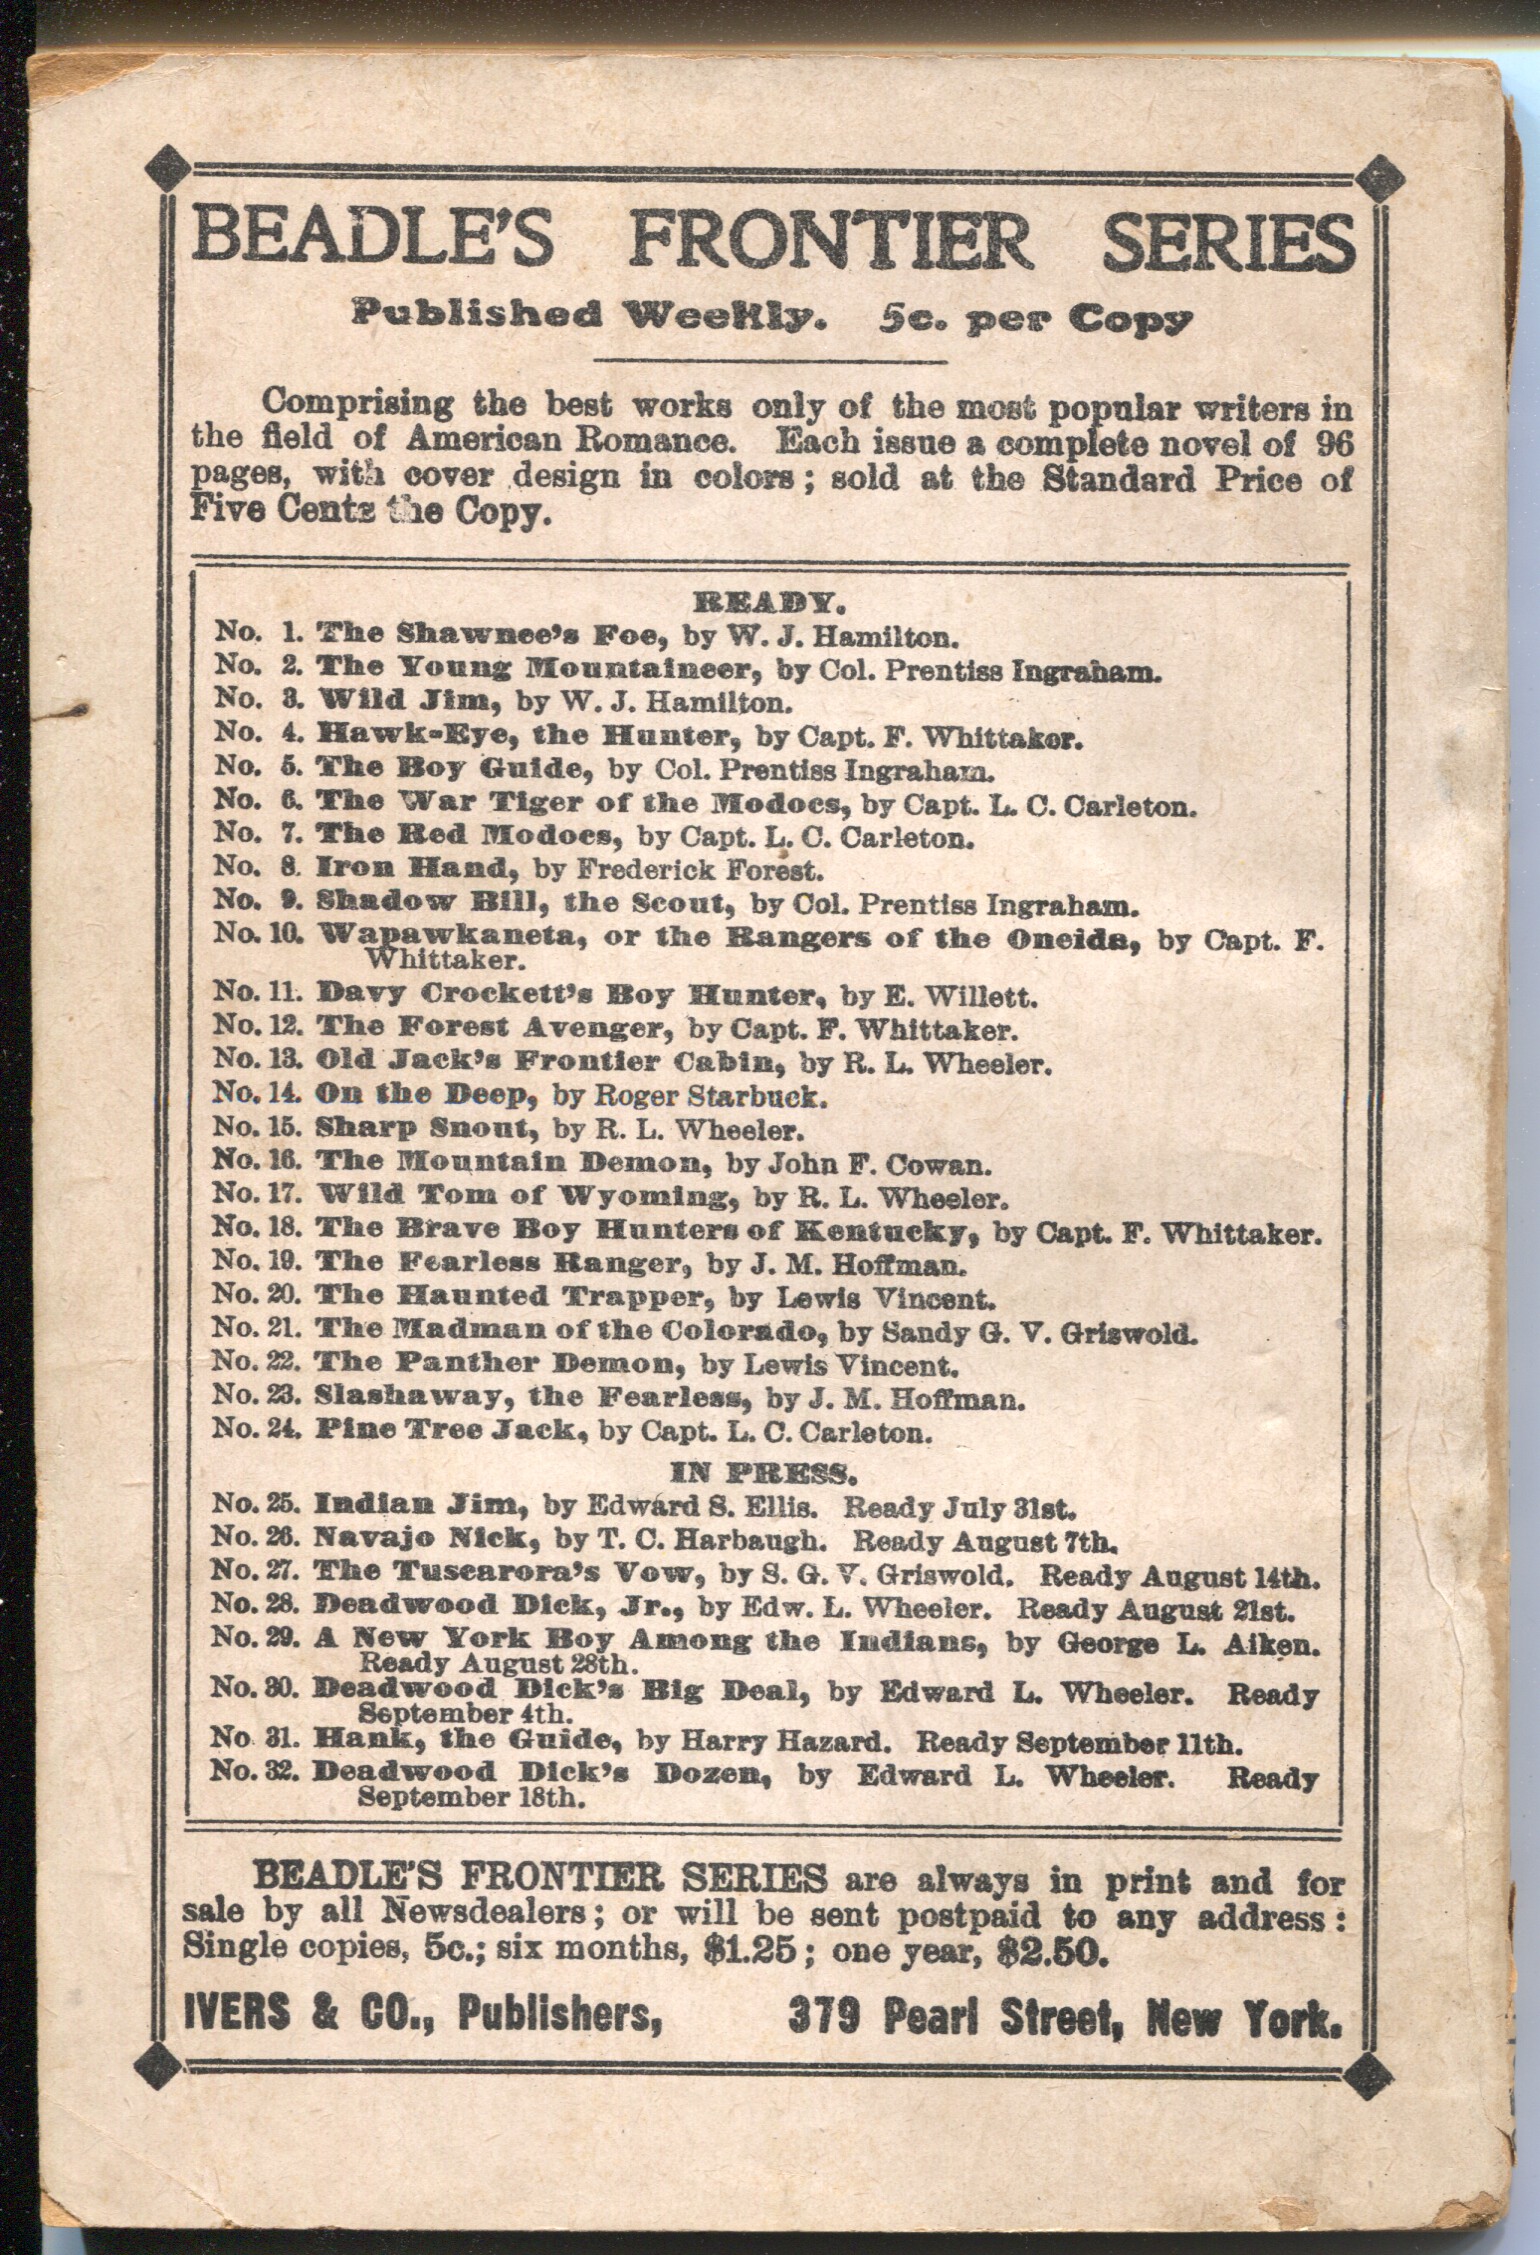 BEADLE'S FRONTIER SERIES
Published Weekly. 5c. per Copy
Comprising the best works only of the most popular writers in
the field of American Romance. Each issue a complete novel of 96
pages, with cover design in colors; sold at the Standard Price of
Five Cents the Copy.
READY.
No. 1. The Shawnee's Foe, by W. J. Hamilton.
No. 2. The Young Mountaineer, by Col. Prentiss Ingraham.
No. 3. Wild Jim, by W. J. Hamilton.
No. 4. Hawk-Eye, the Hunter, by Capt. F. Whittaker.
No. 5. The Boy Guide, by Col. Prentiss Ingraham.
No. 6. The War Tiger of the Modocs, by Capt. L. C. Carleton.
No. 7. The Red Modocs, by Capt. L. C. Carleton.
No. 8. Iron Hand, by Frederick Forest.
No. 9. Shadow Bill, the Scout, by Col. Prentiss Ingraham.
No. 10. Wapawkaneta, or the Rangers of the Oneida, by Capt. F.
Whittaker.
No. 11. Davy Crockett's Boy Hunter, by E. Willett.
No. 12. The Forest Avenger, by Capt. F. Whittaker.
No. 13. Old Jack's Frontier Cabin, by R. L. Wheeler.
No. 14. On the Deep, by Roger Starbuck.
No. 15. Sharp Snout, by R. L. Wheeler.
No. 16. The Mountain Demon, by John F. Cowan.
No. 17. Wild Tom of Wyoming, by R. L. Wheeler.
No. 18. The Brave Boy Hunters of Kentucky, by Capt. F. Whittaker.
No. 19. The Fearless Ranger, by J. M. Hoffman.
No. 20. The Haunted Trapper, by Lewis Vincent.
No. 21. The Madman of the Colorado, by Sandy G. V. Griswold.
No. 22. The Panther Demon, by Lewis Vincent.
No. 23. Slashaway, the Fearless, by J. M. Hoffman.
No. 24. Pine Tree Jack, by Capt. L. C. Carleton.
IN PRESS.
No. 25. Indian Jim, by Edward S. Ellis. Ready July 31st.
No. 26. Navajo Nick, by T. C. Harbaugh. Ready August 7th.
No. 27. The Tuscarora's Vow, by S. G. V. Griswold. Ready August 14th.
No. 28. Deadwood Dick, Jr., by Edw. L. Wheeler. Ready August 21st.
No. 29. A New York Boy Among the Indians, by George L. Aiken.
Ready August 28th.
No. 30. Deadwood Dick's Big Deal, by Edward L. Wheeler. Ready
September 4th.
No 31. Hank, the Guide, by Harry Hazard. Ready September 11th.
No. 32. Deadwood Dick's Dozen, by Edward L. Wheeler. Ready
September 18th.
BEADLE'S FRONTIER SERIES are always in print and for
sale by all Newsdealers; or will be sent postpaid to any address:
Single copies, 5c.; six months, $1.25; one year, $2.50.
IVERS & CO., Publishers, 379 Pearl Street, New York.